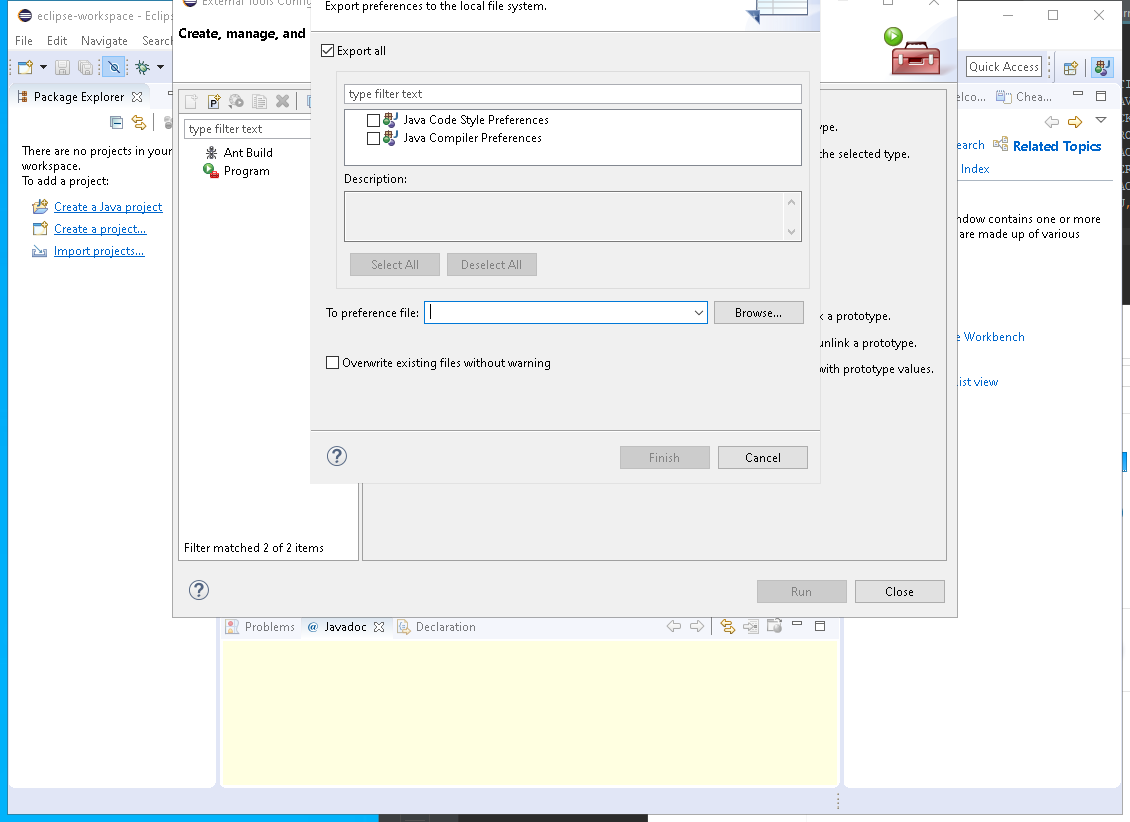 eclipse-workspace - Eclips
External Tools Config
Export preferences to the local file system.
File Edit Navigate Search
Create, manage, and
Export all
Quick Access
Package Explorer
type filter text
type filter text
Java Code Style Preferences
Java Compiler Preferences
There are no projects in your
workspace.
To add a project:
Create a Java project
Create a project...
Import projects...
Ant Build
Program
Description:
Select All
Deselect All
To preference file:
Browse...
Overwrite existing files without warning
Finish
Cancel
Filter matched 2 of 2 items
Run
Close
elco...
Chea...
ype.
the selected type.
earch
Related Topics
Index
ndow contains one or more
are made up of various
k a prototype.
unlink a prototype.
with prototype values.
e Workbench
ist view
Problems
@ Javadoc
Declaration